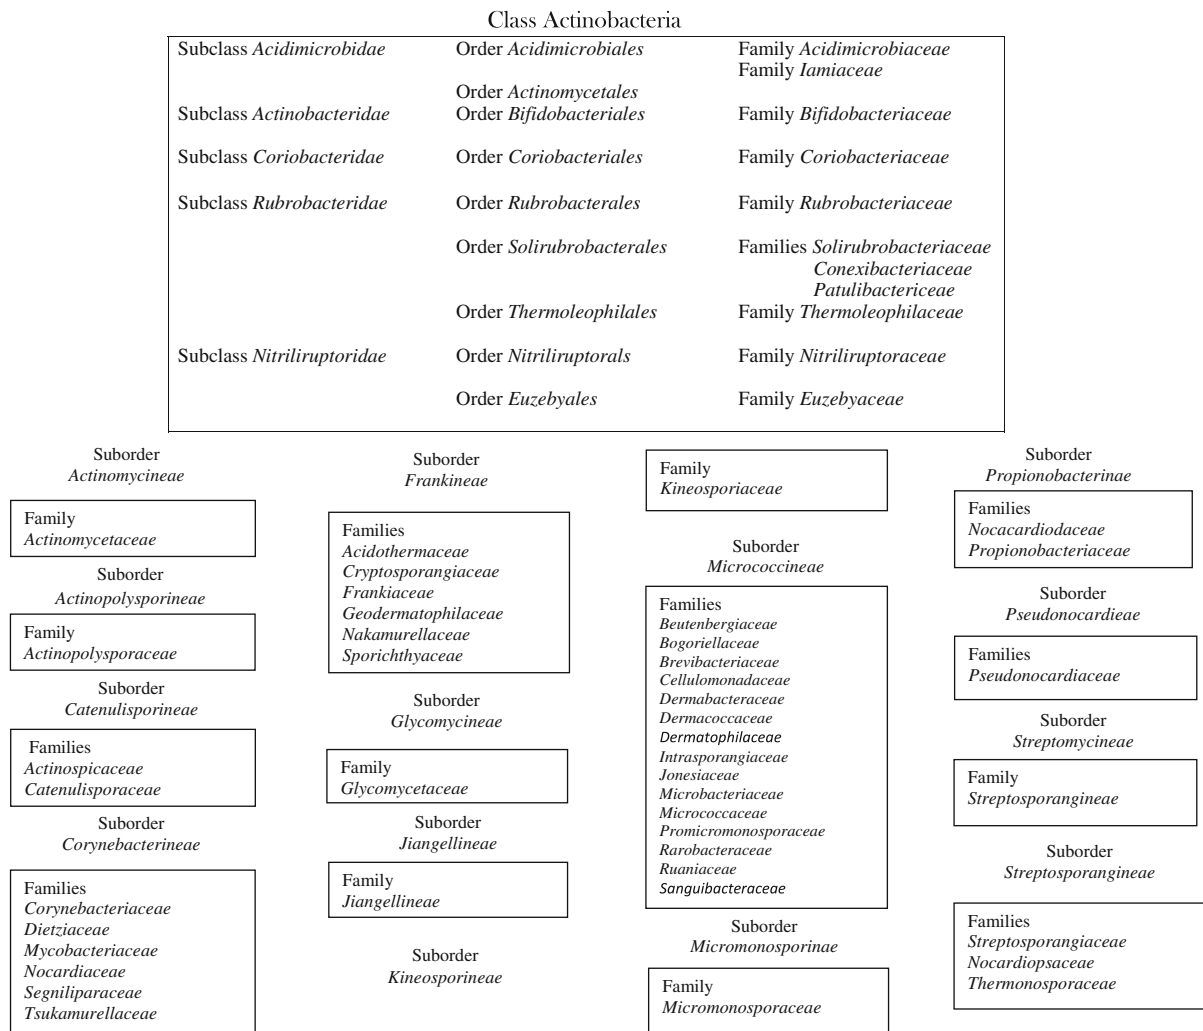 Class Actinobacteria
Subclass Acidimicrobidae Order Acidimicrobiales Family Acidimicrobiaceae
Family Iamiaceae
Order Actinomycetales
Subclass Actinobacteridae Order Bifidobacteriales Family Bifidobacteriaceae
Subclass Coriobacteridae Order Coriobacteriales Family Coriobacteriaceae
Subclass Rubrobacteridae Order Rubrobacterales Family Rubrobacteriaceae
Order Solirubrobacterales Families Solirubrobacteriaceae
Conexibacteriaceae
Patulibactericeae
Order Thermoleophilales Family Thermoleophilaceae
Subclass Nitriliruptoridae Order Nitriliruptorals Family Nitriliruptoraceae
Order Euzebyales Family Euzebyaceae
Suborder
Actinomycineae
Family
Actinomycetaceae
Suborder
Actinopolysporineae
Family
Actinopolysporaceae
Suborder
Catenulisporineae
Families
Actinospicaceae
Catenulisporaceae
Suborder
Corynebacterineae
Families
Corynebacteriaceae
Dietziaceae
Mycobacteriaceae
Nocardiaceae
Segniliparaceae
Tsukamurellaceae
Suborder
Frankineae
Families
Acidothermaceae
Cryptosporangiaceae
Frankiaceae
Geodermatophilaceae
Nakamurellaceae
Sporichthyaceae
Suborder
Glycomycineae
Family
Glycomycetaceae
Suborder
Jiangellineae
Family
Jiangellineae
Suborder
Kineosporineae
Family
Kineosporiaceae
Suborder
Micrococcineae
Families
Beutenbergiaceae
Bogoriellaceae
Brevibacteriaceae
Cellulomonadaceae
Dermabacteraceae
Dermacoccaceae
Dermatophilaceae
Intrasporangiaceae
Jonesiaceae
Microbacteriaceae
Micrococcaceae
Promicromonosporaceae
Rarobacteraceae
Ruaniaceae
Sanguibacteraceae
Suborder
Micromonosporinae
Family
Micromonosporaceae
Suborder
Propionobacterinae
Families
Nocacardiodaceae
Propionobacteriaceae
Suborder
Pseudonocardieae
Families
Pseudonocardiaceae
Suborder
Streptomycineae
Family
Streptosporangineae
Suborder
Streptosporangineae
Families
Streptosporangiaceae
Nocardiopsaceae
Thermonosporaceae